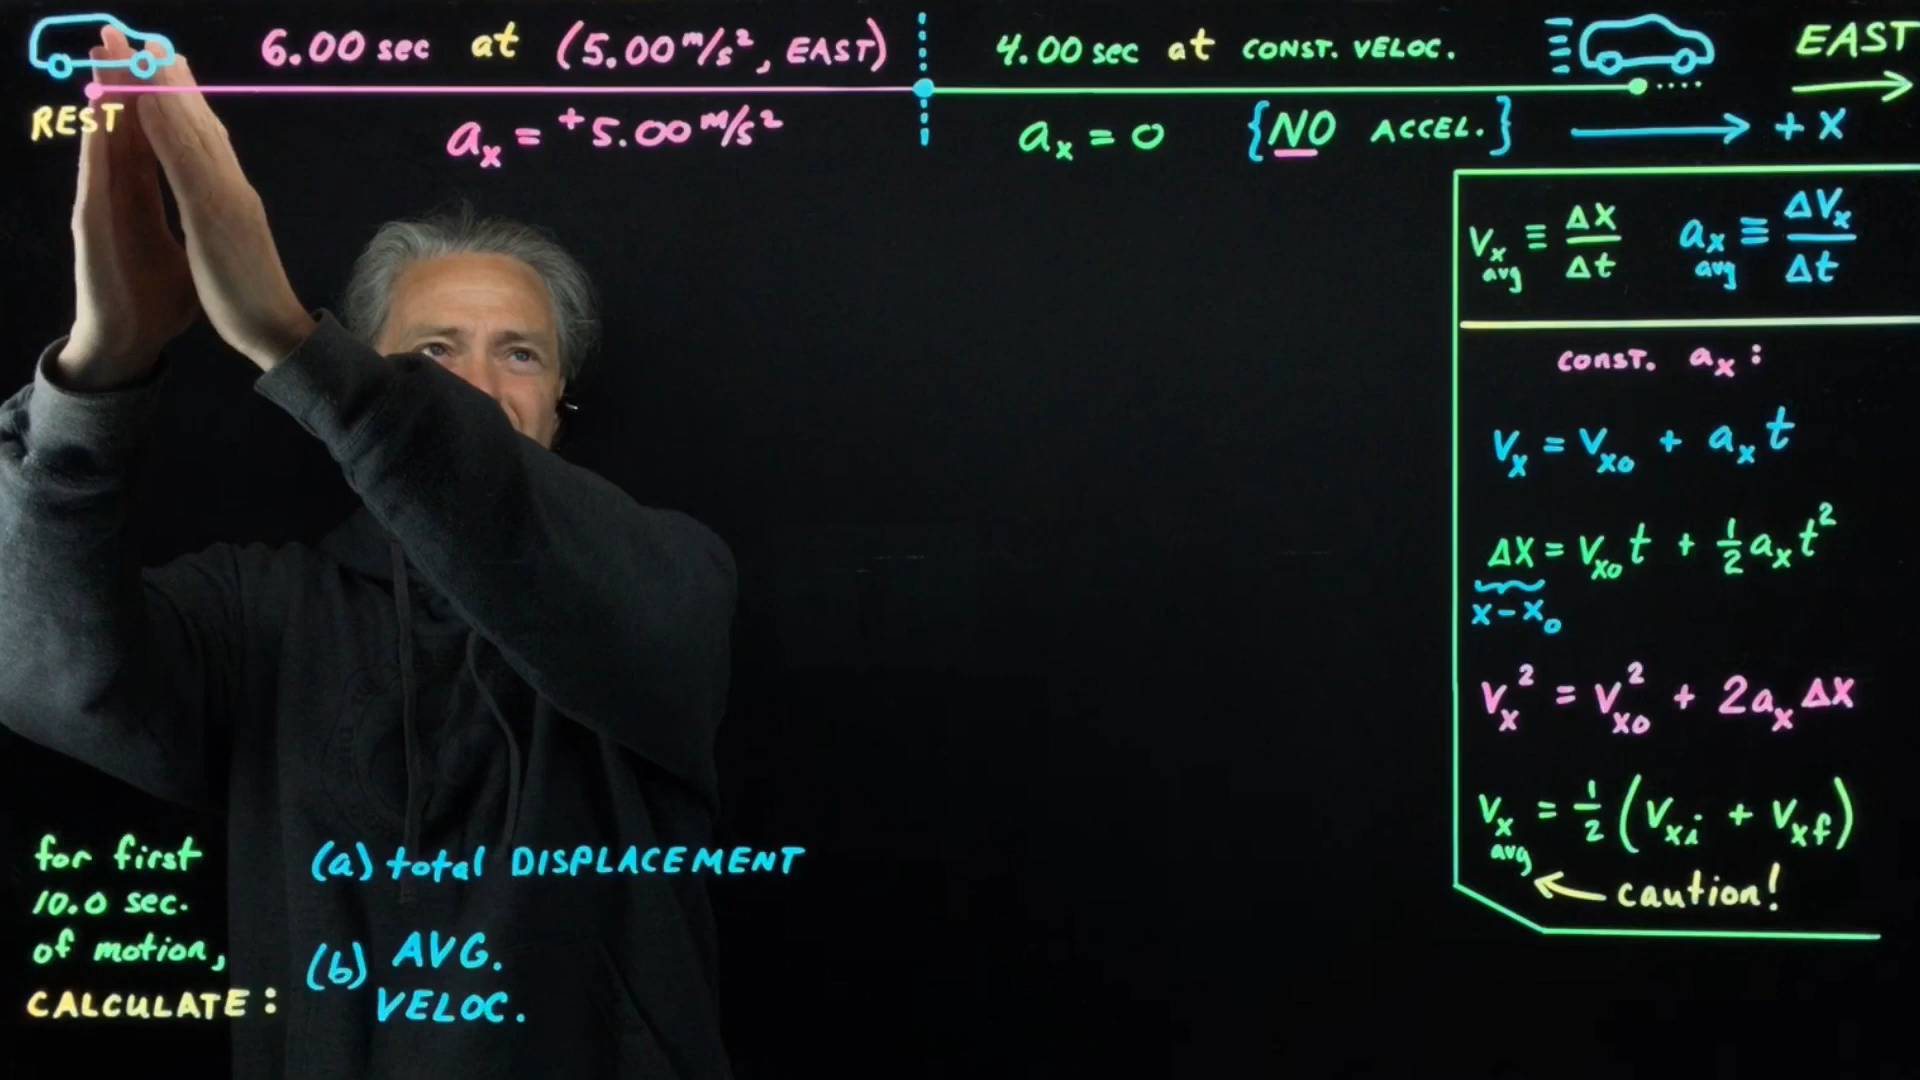 6.00 sec at (5.00 m/s², EAST)
4.00 sec at CONST. VELOC.
EAST
REST
aₓ = +5.00 m/s²
aₓ = 0 {NO ACCEL.}
+x
Vₓ avg ≡ Δx/Δt
aₓ avg ≡ ΔVₓ/Δt
CONST. aₓ:
Vₓ = Vₓ₀ + aₓt
Δx = Vₓ₀t + ½aₓt²
x - x₀
Vₓ² = Vₓ₀² + 2aₓΔx
Vₓ avg = ½(Vₓᵢ + Vₓf)
caution!
for first
10.0 sec.
of motion,
CALCULATE:
(a) total DISPLACEMENT
(b) AVG.
VELOC.